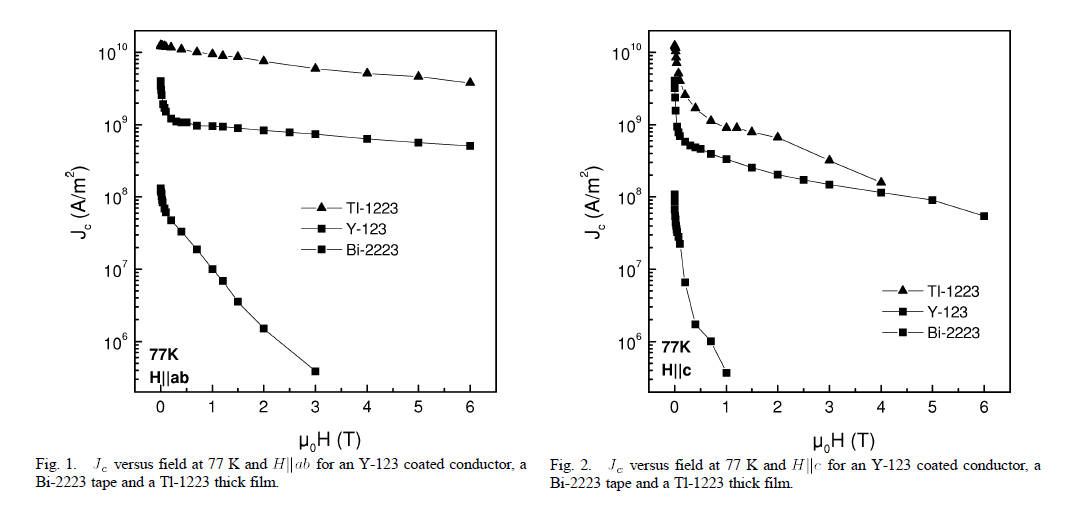 10¹⁰
10⁹
10⁸
10⁷
10⁶
J_c (A/m²)
Tl-1223
Y-123
Bi-2223
77K
H||ab
0 1 2 3 4 5 6
μ₀H (T)
Fig. 1. J_c versus field at 77 K and H||ab for an Y-123 coated conductor, a
Bi-2223 tape and a Tl-1223 thick film.
10¹⁰
10⁹
10⁸
10⁷
10⁶
J_c (A/m²)
Tl-1223
Y-123
Bi-2223
77K
H||c
0 1 2 3 4 5 6
μ₀H (T)
Fig. 2. J_c versus field at 77 K and H||c for an Y-123 coated conductor, a
Bi-2223 tape and a Tl-1223 thick film.